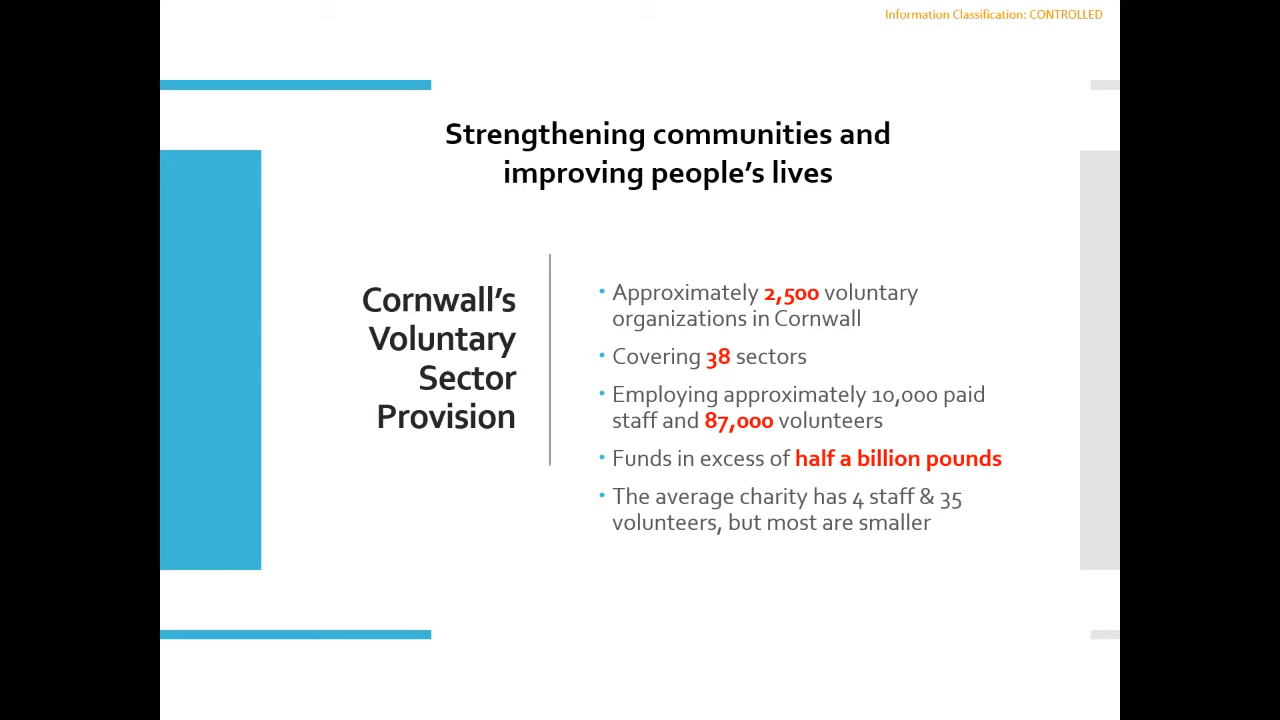 Information Classification: CONTROLLED
Strengthening communities and
improving people’s lives
Cornwall’s
Voluntary
Sector
Provision
• Approximately 2,500 voluntary
organizations in Cornwall
• Covering 38 sectors
• Employing approximately 10,000 paid
staff and 87,000 volunteers
• Funds in excess of half a billion pounds
• The average charity has 4 staff & 35
volunteers, but most are smaller